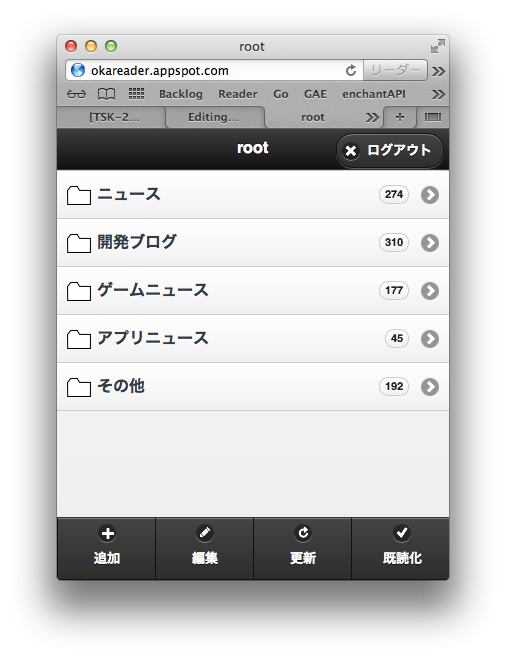 root
okareader.appspot.com リーダー
Backlog Reader Go GAE enchantAPI
[TSK-2... Editing... root
root ログアウト
ニュース 274
開発ブログ 310
ゲームニュース 177
アプリニュース 45
その他 192
追加 編集 更新 既読化